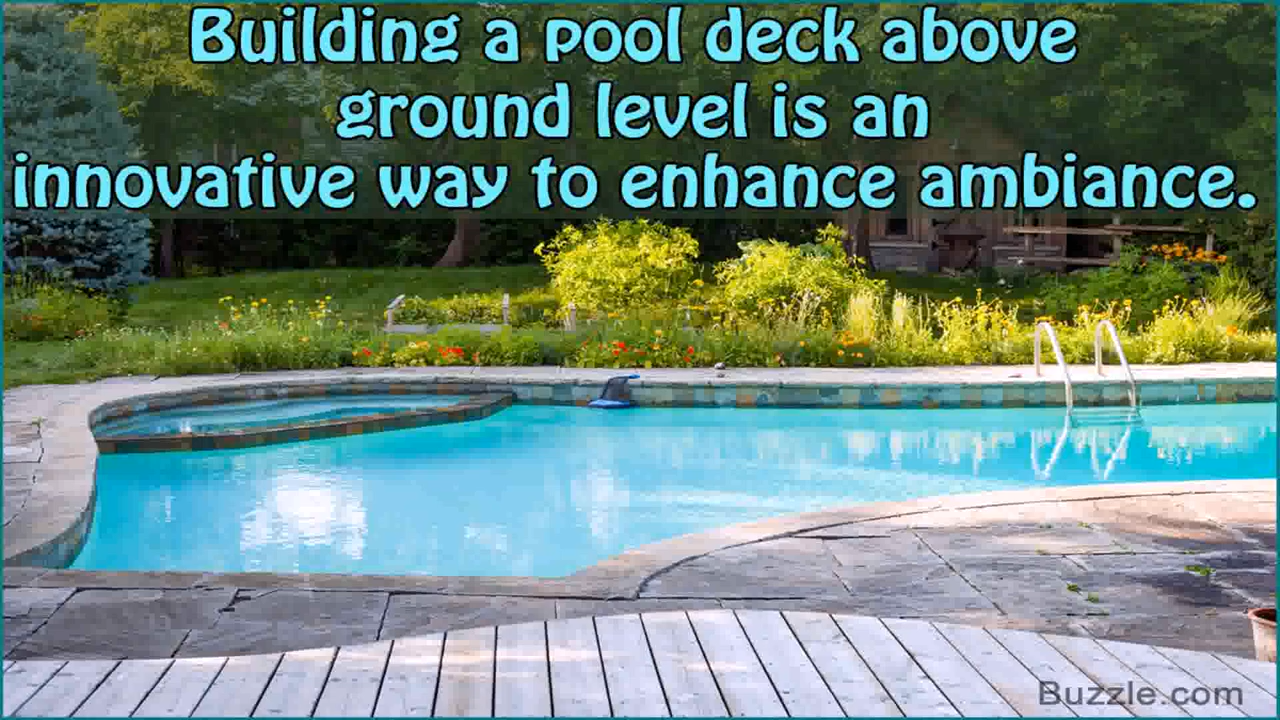 Building a pool deck above
ground level is an
innovative way to enhance ambiance.
Buzzle.com